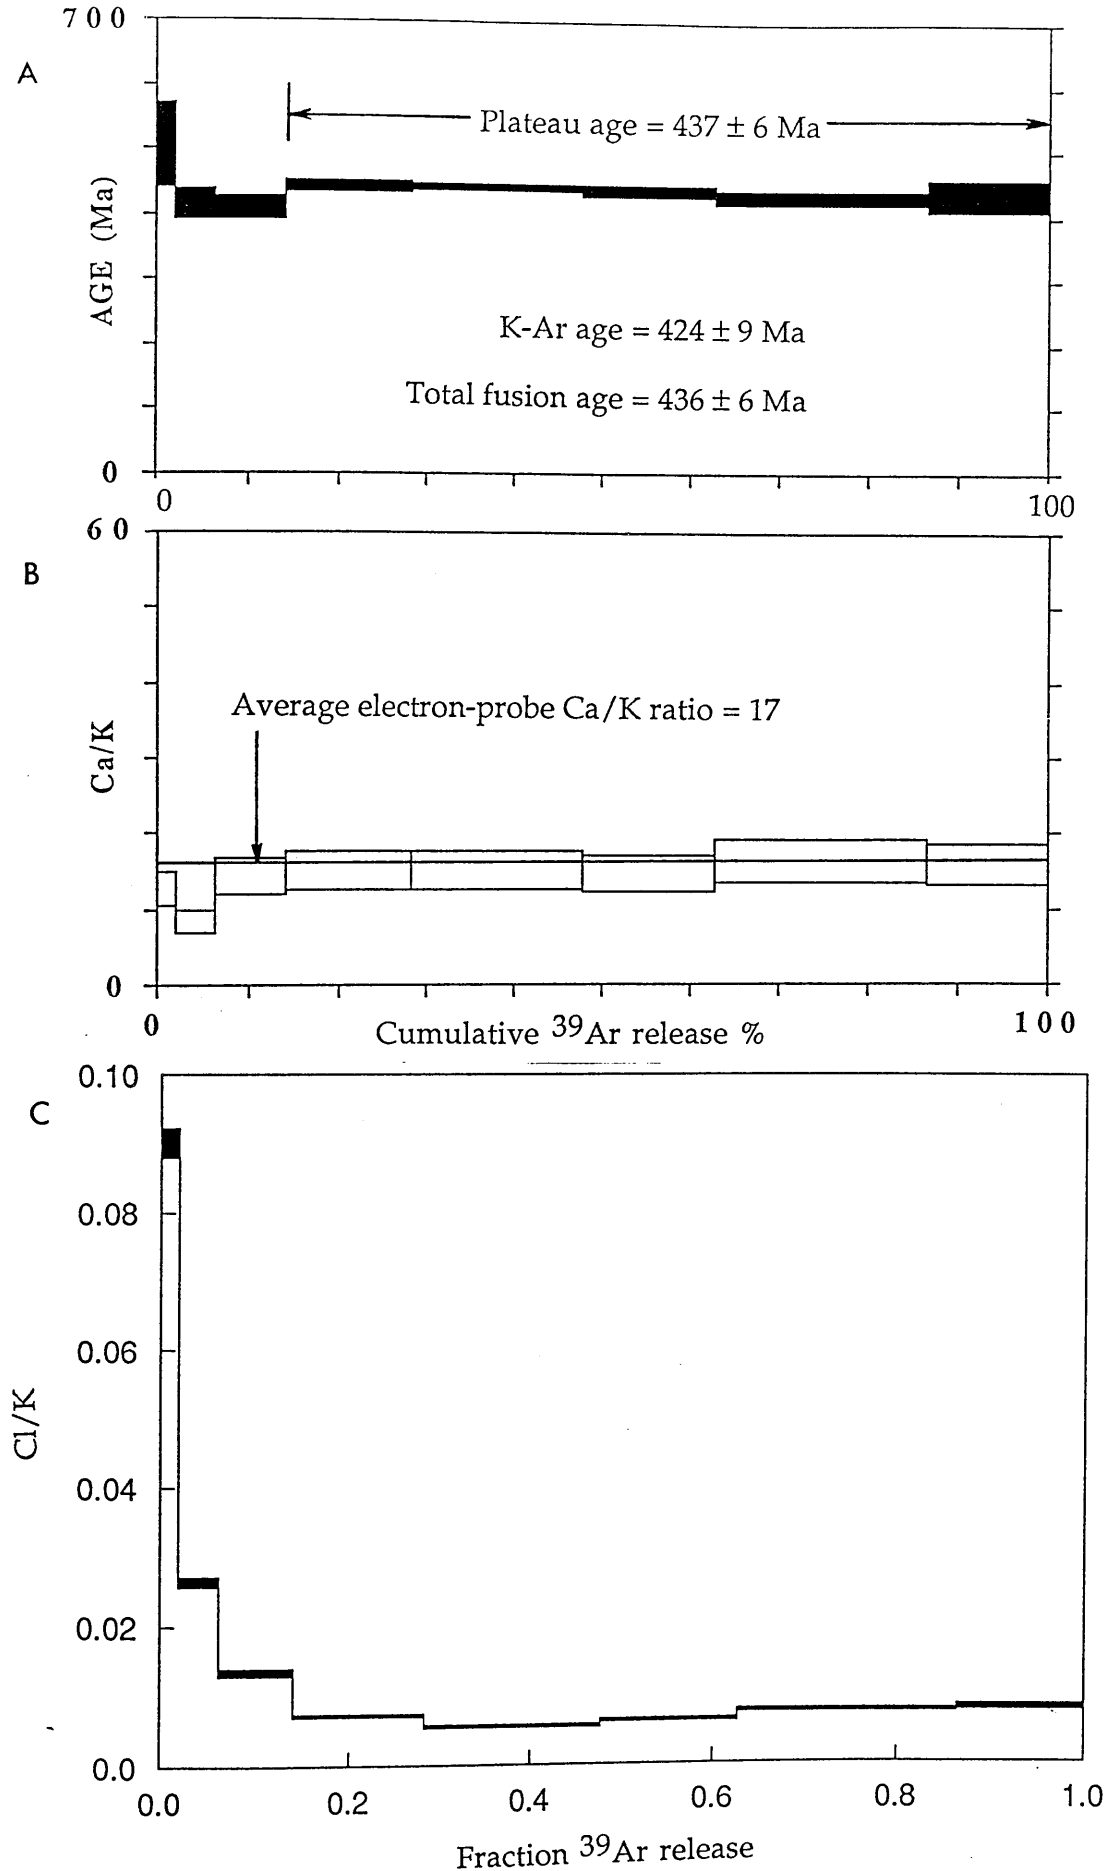 700
A
Plateau age = 437 ± 6 Ma
AGE (Ma)
K-Ar age = 424 ± 9 Ma
Total fusion age = 436 ± 6 Ma
0
0
100
60
B
Average electron-probe Ca/K ratio = 17
Ca/K
0
0
Cumulative 39Ar release %
100
0.10
C
0.08
0.06
Cl/K
0.04
0.02
0.0
0.0
0.2
0.4
0.6
0.8
1.0
Fraction 39Ar release